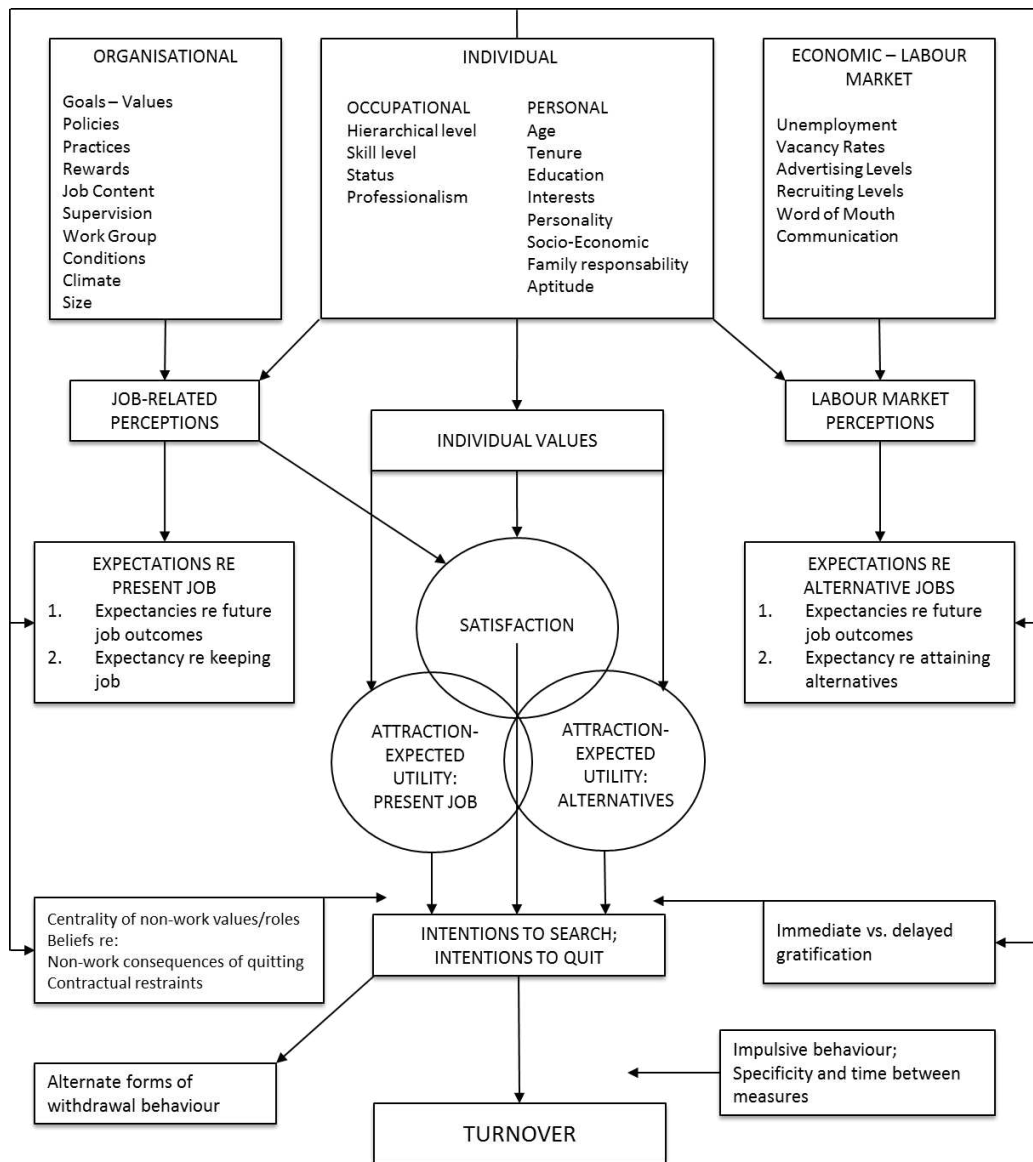 ORGANISATIONAL
Goals – Values
Policies
Practices
Rewards
Job Content
Supervision
Work Group
Conditions
Climate
Size
INDIVIDUAL
OCCUPATIONAL
Hierarchical level
Skill level
Status
Professionalism
PERSONAL
Age
Tenure
Education
Interests
Personality
Socio-Economic
Family responsability
Aptitude
ECONOMIC – LABOUR
MARKET
Unemployment
Vacancy Rates
Advertising Levels
Recruiting Levels
Word of Mouth
Communication
JOB-RELATED
PERCEPTIONS
INDIVIDUAL VALUES
LABOUR MARKET
PERCEPTIONS
EXPECTATIONS RE
PRESENT JOB
1. Expectancies re future
job outcomes
2. Expectancy re keeping
job
SATISFACTION
EXPECTATIONS RE
ALTERNATIVE JOBS
1. Expectancies re future
job outcomes
2. Expectancy re attaining
alternatives
ATTRACTION-
EXPECTED
UTILITY:
PRESENT JOB
ATTRACTION-
EXPECTED
UTILITY:
ALTERNATIVES
Centrality of non-work values/roles
Beliefs re:
Non-work consequences of quitting
Contractual restraints
INTENTIONS TO SEARCH;
INTENTIONS TO QUIT
Immediate vs. delayed
gratification
Alternate forms of
withdrawal behaviour
Impulsive behaviour;
Specificity and time between
measures
TURNOVER